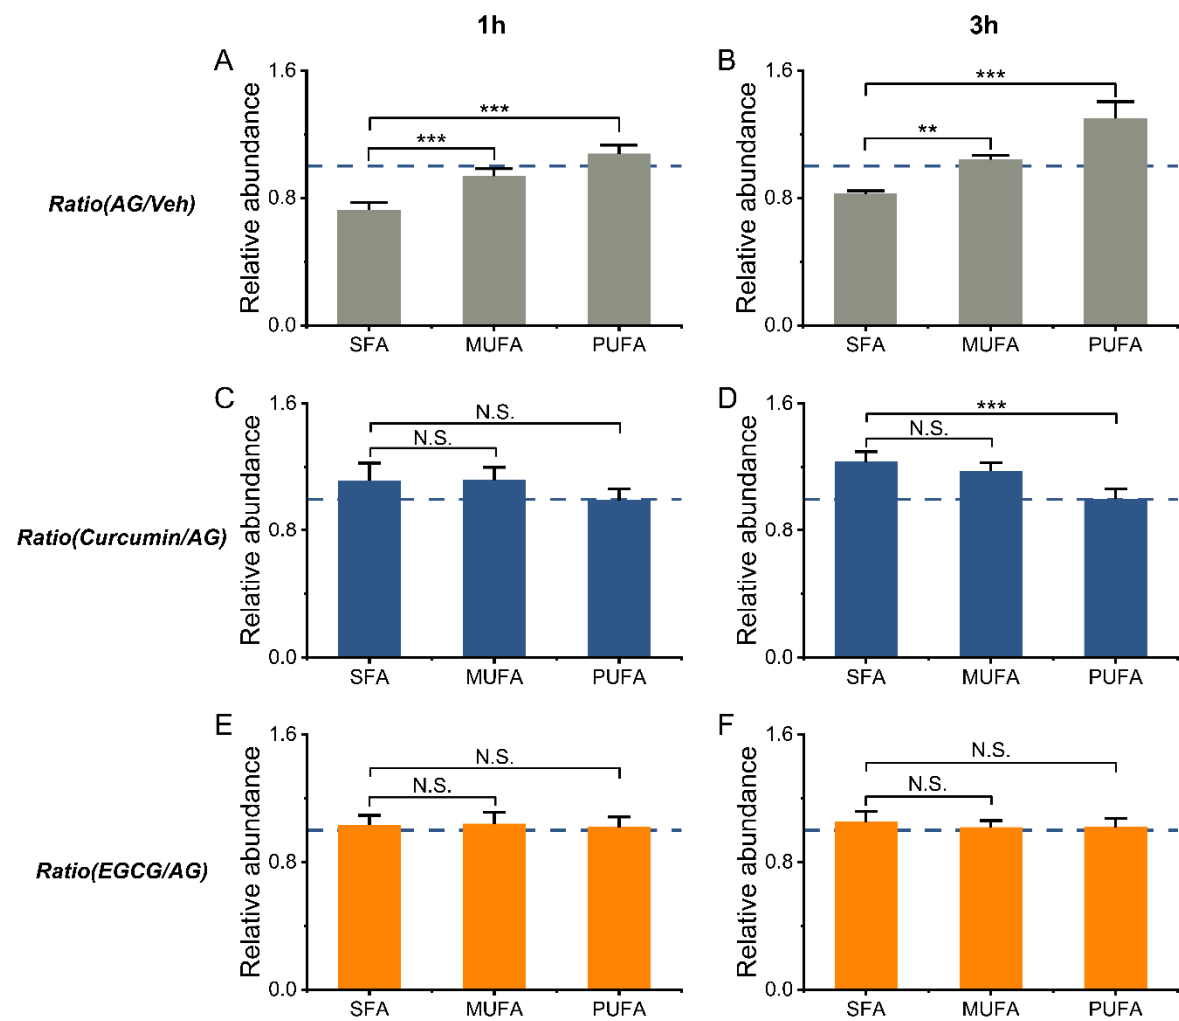 1h
3h
A
B
Ratio(AG/Veh)
Relative abundance
1.6
0.8
0.0
***
***
SFA
MUFA
PUFA
Relative abundance
1.6
0.8
0.0
***
**
SFA
MUFA
PUFA
C
D
Ratio(Curcumin/AG)
Relative abundance
1.6
0.8
0.0
N.S.
N.S.
SFA
MUFA
PUFA
Relative abundance
1.6
0.8
0.0
***
N.S.
SFA
MUFA
PUFA
E
F
Ratio(EGCG/AG)
Relative abundance
1.6
0.8
0.0
N.S.
N.S.
SFA
MUFA
PUFA
Relative abundance
1.6
0.8
0.0
N.S.
N.S.
SFA
MUFA
PUFA